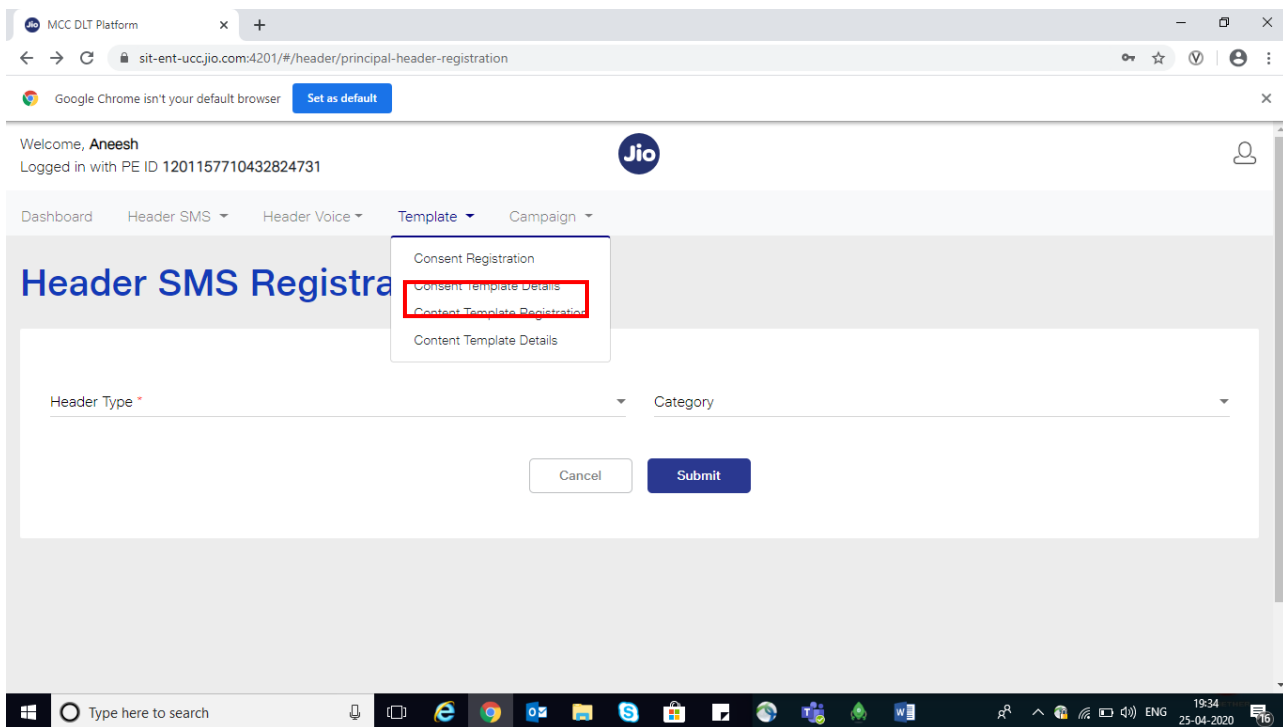 Jio MCC DLT Platform
sit-ent-ucc.jio.com:4201/#/header/principal-header-registration
Google Chrome isn't your default browser Set as default
Welcome, Aneesh
Logged in with PE ID 1201157710432824731
Jio
Dashboard Header SMS Header Voice Template Campaign
Consent Registration
Header SMS Registra
Consent Template Details
Content Template Registration
Content Template Details
Header Type * Category
Cancel Submit
Type here to search ENG 19:34
25-04-2020
16